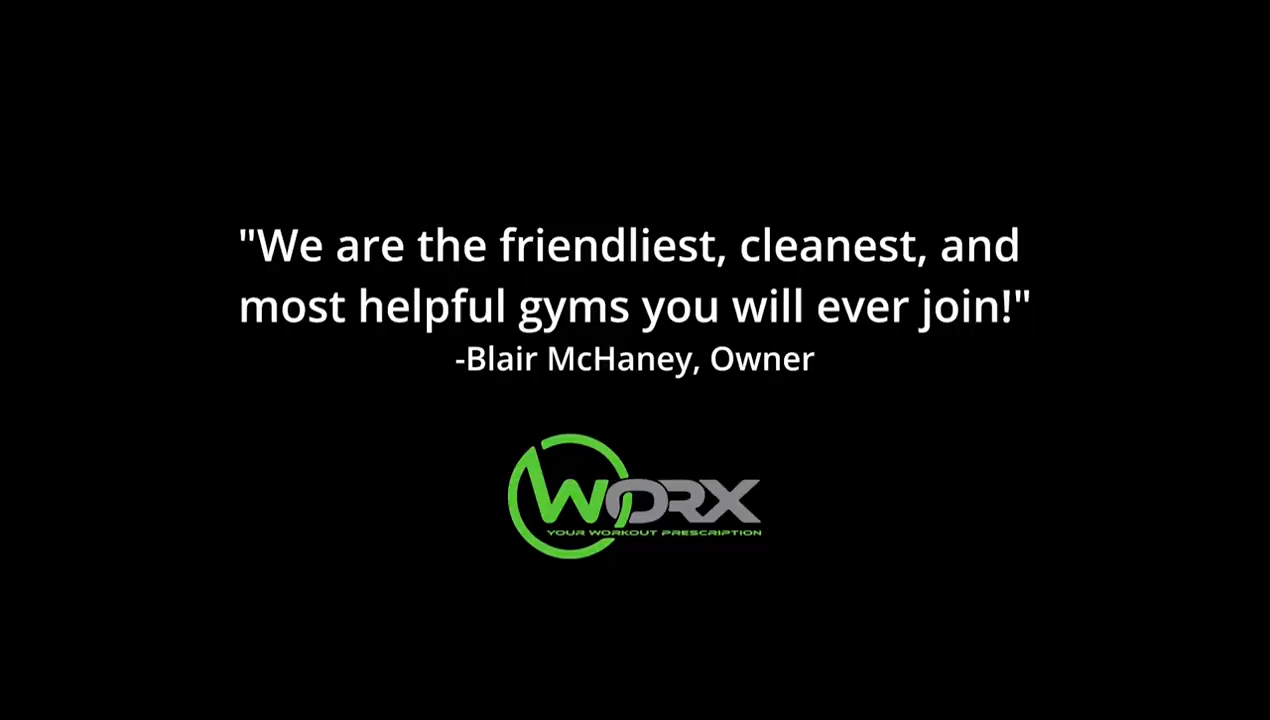 "We are the friendliest, cleanest, and
most helpful gyms you will ever join!"
-Blair McHaney, Owner
WORX
YOUR WORKOUT PRESCRIPTION